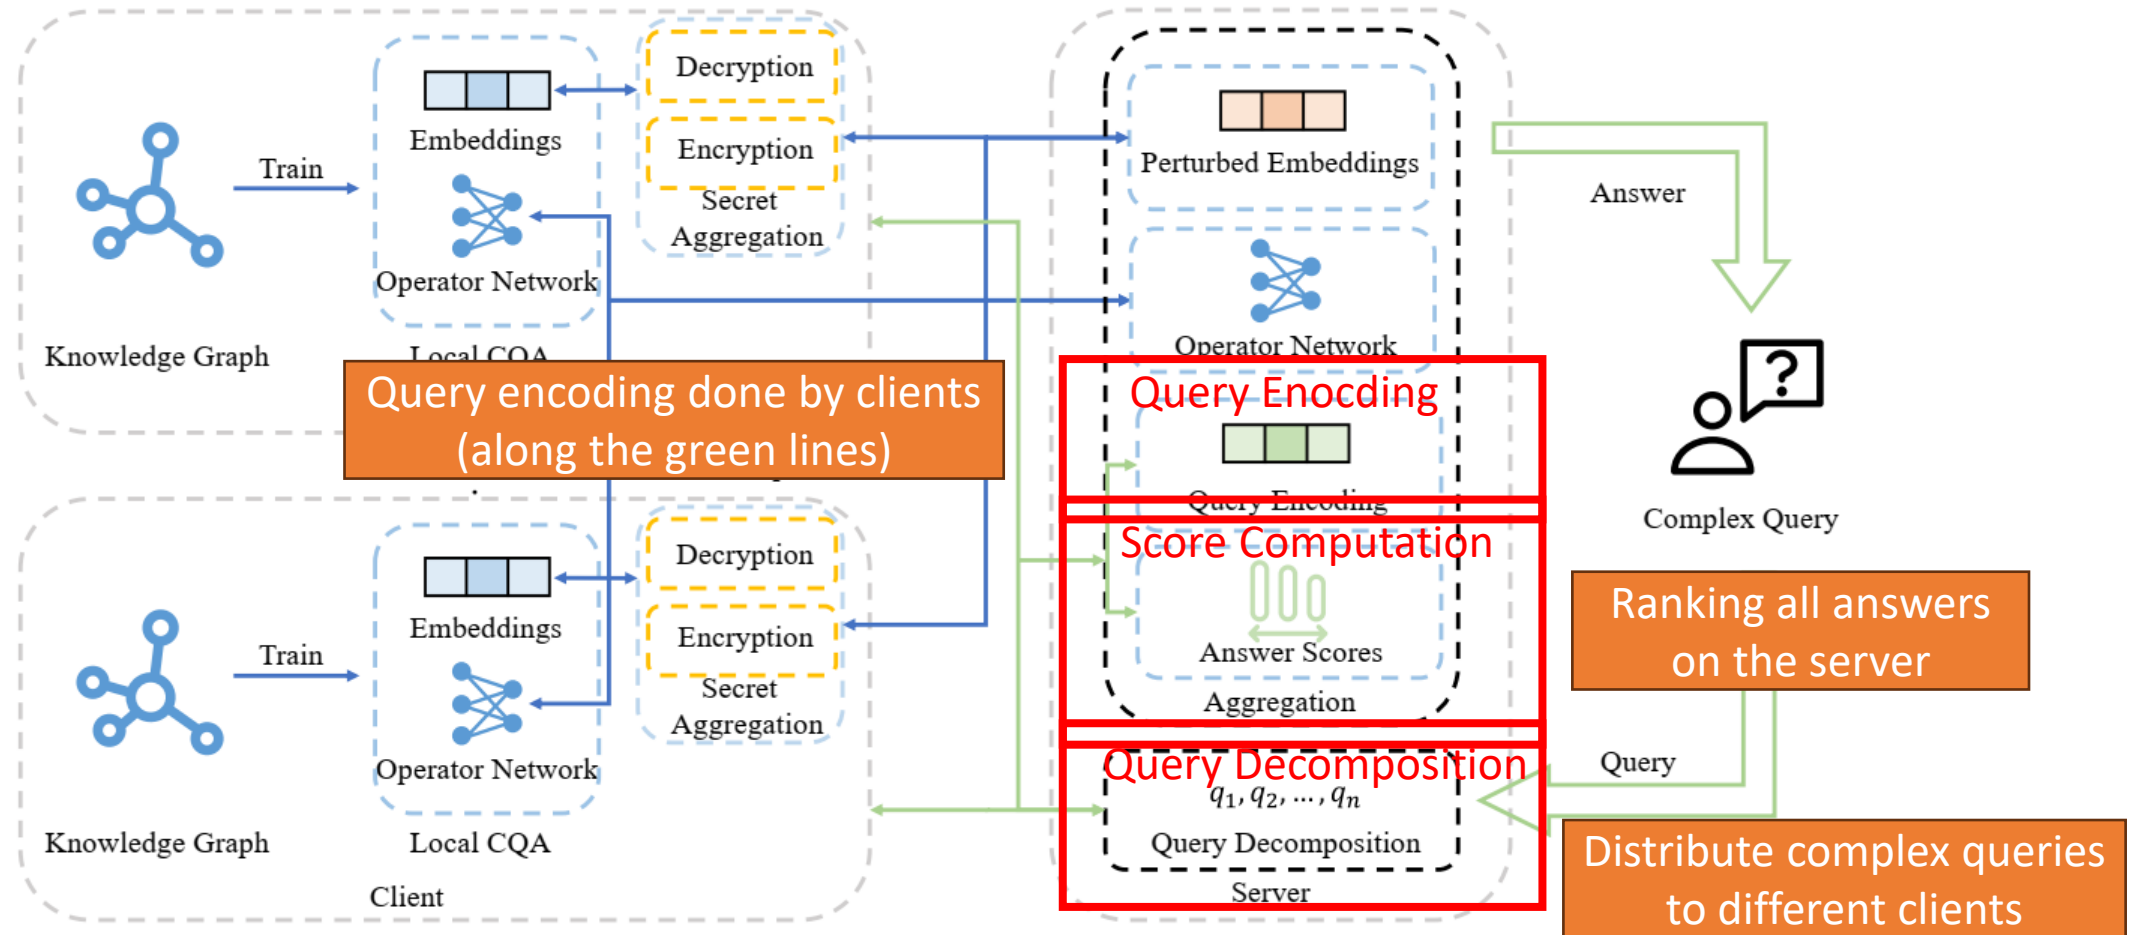 Decryption
Embeddings
Encryption
Train
Secret
Aggregation
Operator Network
Knowledge Graph
Local CQA
Perturbed Embeddings
Operator Network
Answer
Query encoding done by clients
(along the green lines)
Query Enocding
Query Encoding
Score Computation
Answer Scores
Aggregation
Complex Query
Ranking all answers
on the server
Decryption
Embeddings
Encryption
Train
Secret
Aggregation
Operator Network
Knowledge Graph
Local CQA
Client
Query Decomposition
q₁, q₂, …, qₙ
Query Decomposition
Server
Query
Distribute complex queries
to different clients